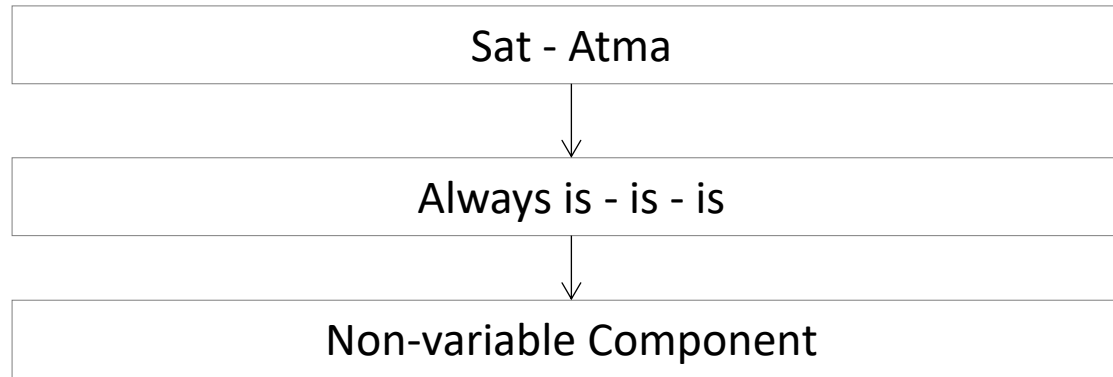 Sat - Atma
Always is - is - is
Non-variable Component